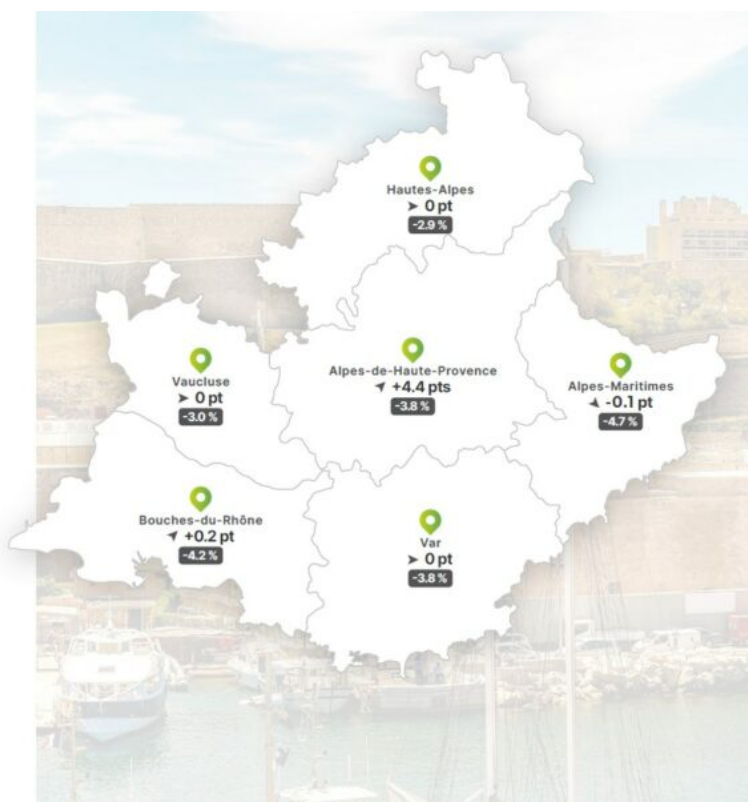 Hautes-Alpes
0 pt
-2.9 %
Alpes-de-Haute-Provence
+4.4 pts
-3.8 %
Vaucluse
0 pt
-3.0 %
Alpes-Maritimes
-0.1 pt
-4.7 %
Bouches-du-Rhône
+0.2 pt
-4.2 %
Var
0 pt
-3.8 %